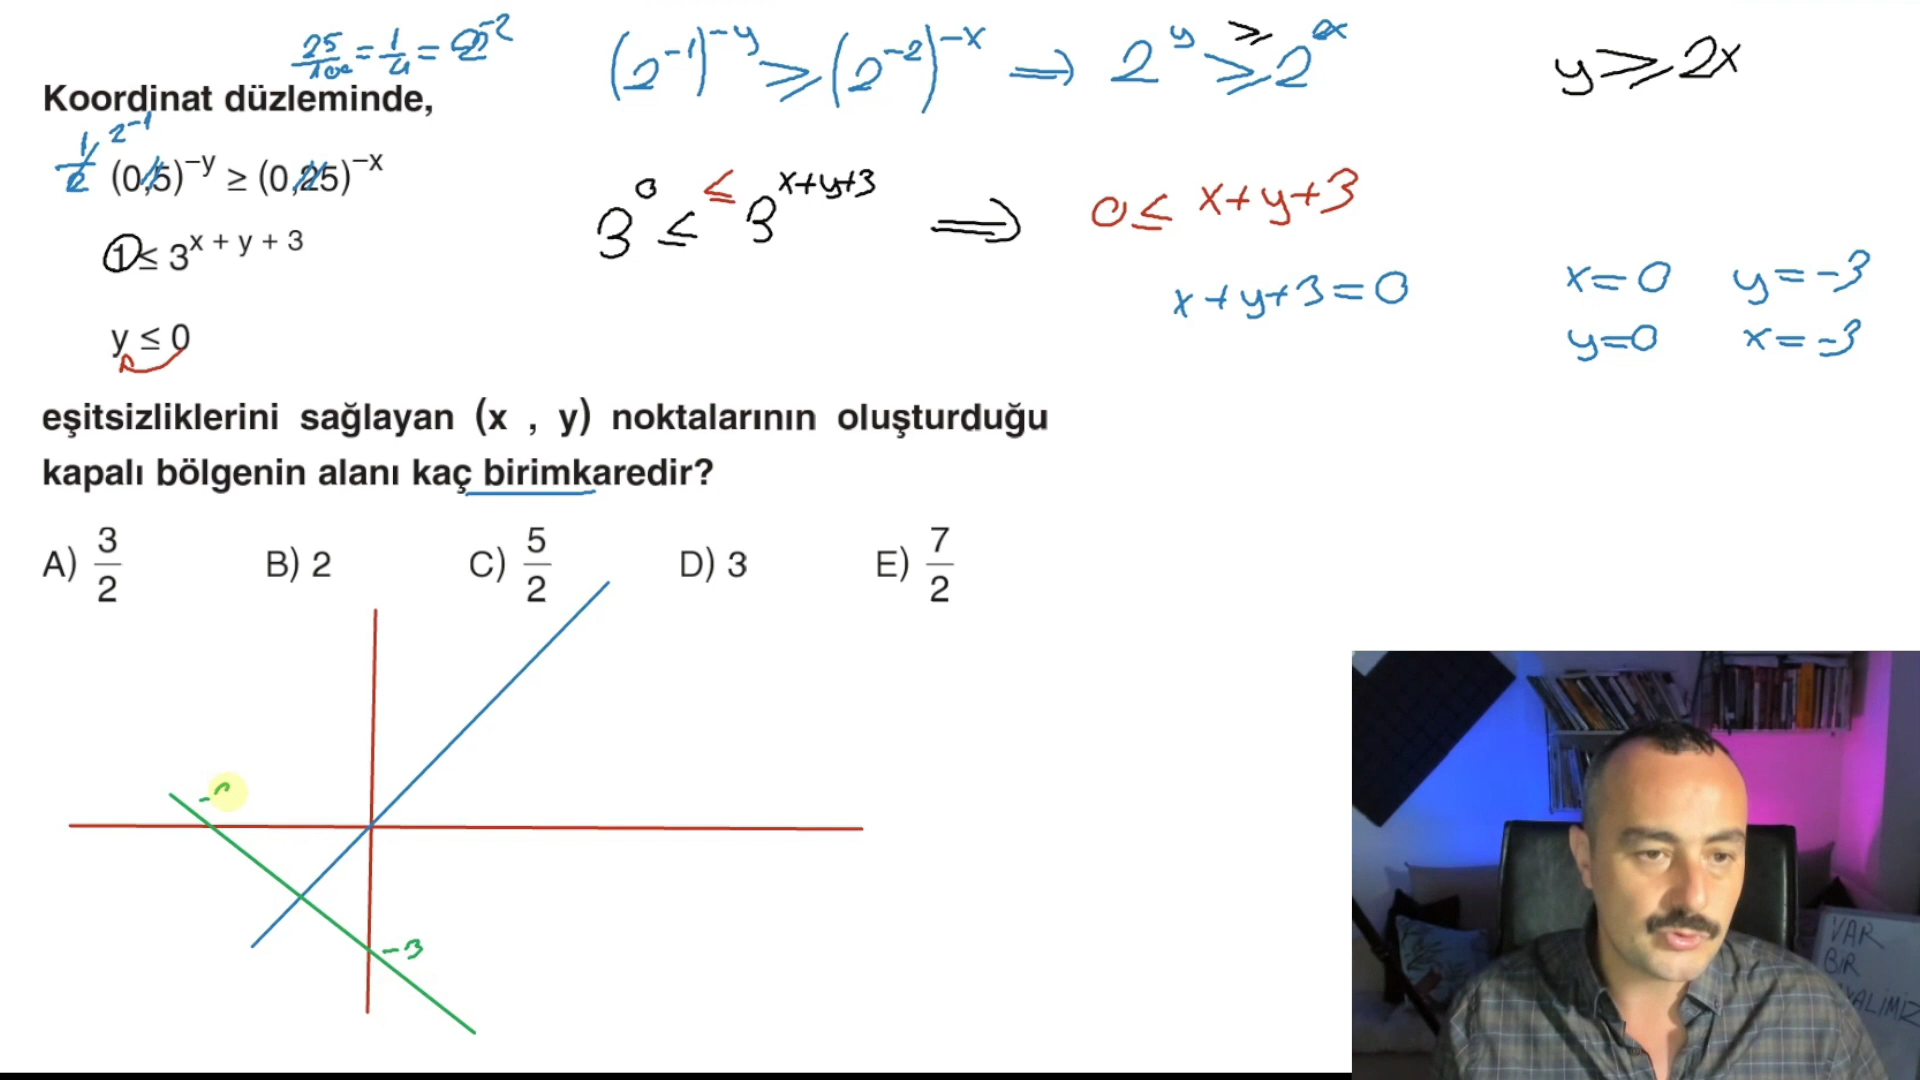 25/100 = 1/4 = 2^-2
(2^-1)^-y ≥ (2^-2)^-x ⇒ 2^y ≥ 2^2x
≥
y ≥ 2x
Koordinat düzleminde,
1/2 2^-1
(0,5)^–y ≥ (0,25)^–x
3^0 ≤ 3^x+y+3 ⇒ 0 ≤ x+y+3
≤
1 ≤ 3^x + y + 3
x+y+3=0
x=0 y=-3
y=0 x=-3
y ≤ 0
eşitsizliklerini sağlayan (x , y) noktalarının oluşturduğu
kapalı bölgenin alanı kaç birimkaredir?
A) 3/2 B) 2 C) 5/2 D) 3 E) 7/2
-3
VAR
BİR